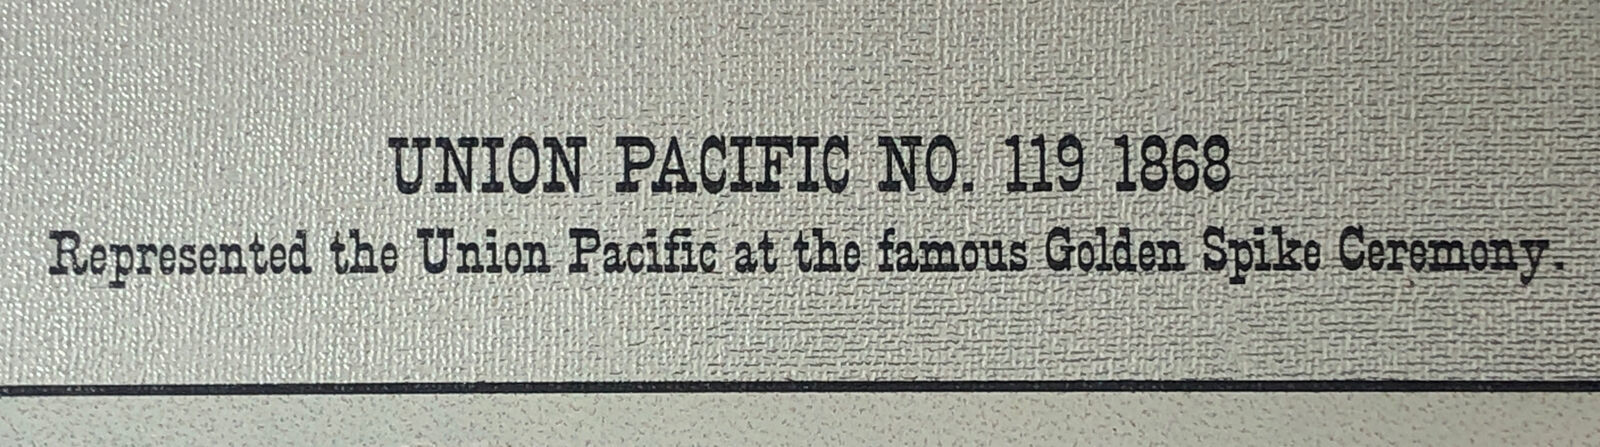 UNION PACIFIC NO. 119 1868
Represented the Union Pacific at the famous Golden Spike Ceremony.